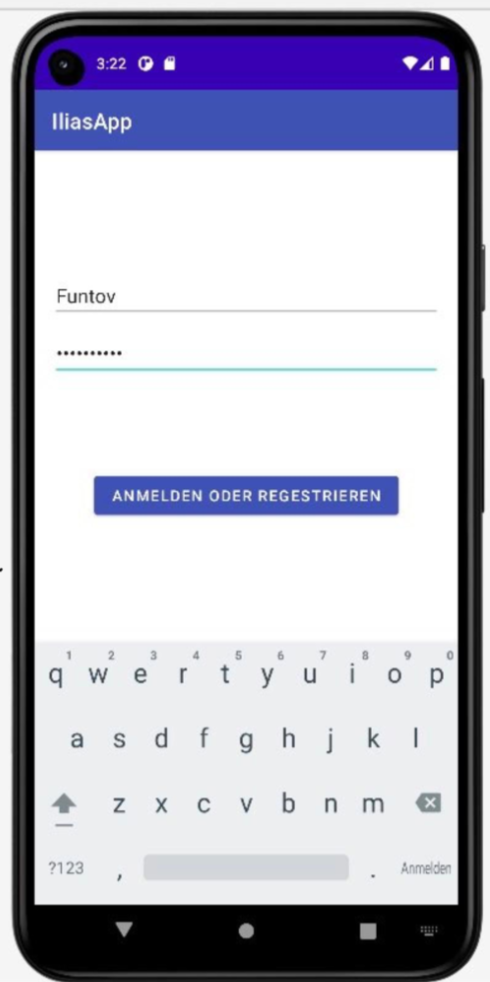 3:22
IliasApp
Funtov
••••••••••
ANMELDEN ODER REGESTRIEREN
1 2 3 4 5 6 7 8 9 0
q w e r t y u i o p
a s d f g h j k l
z x c v b n m
?123 , . Anmelden